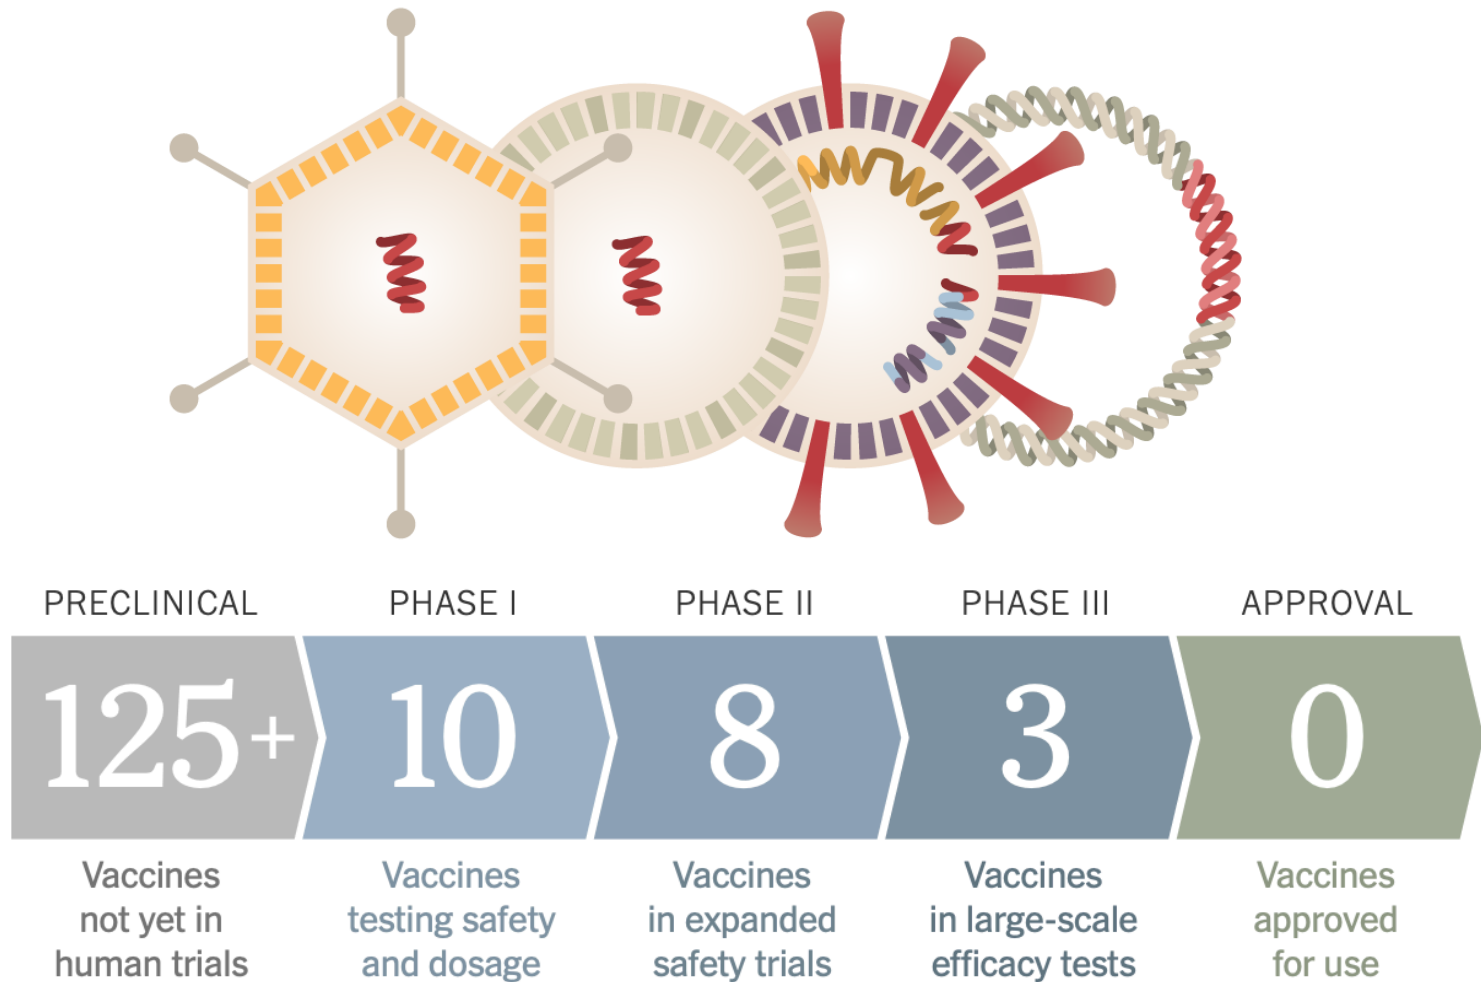 PRECLINICAL
PHASE I
PHASE II
PHASE III
APPROVAL
125+
10
8
3
0
Vaccines
not yet in
human trials
Vaccines
testing safety
and dosage
Vaccines
in expanded
safety trials
Vaccines
in large-scale
efficacy tests
Vaccines
approved
for use